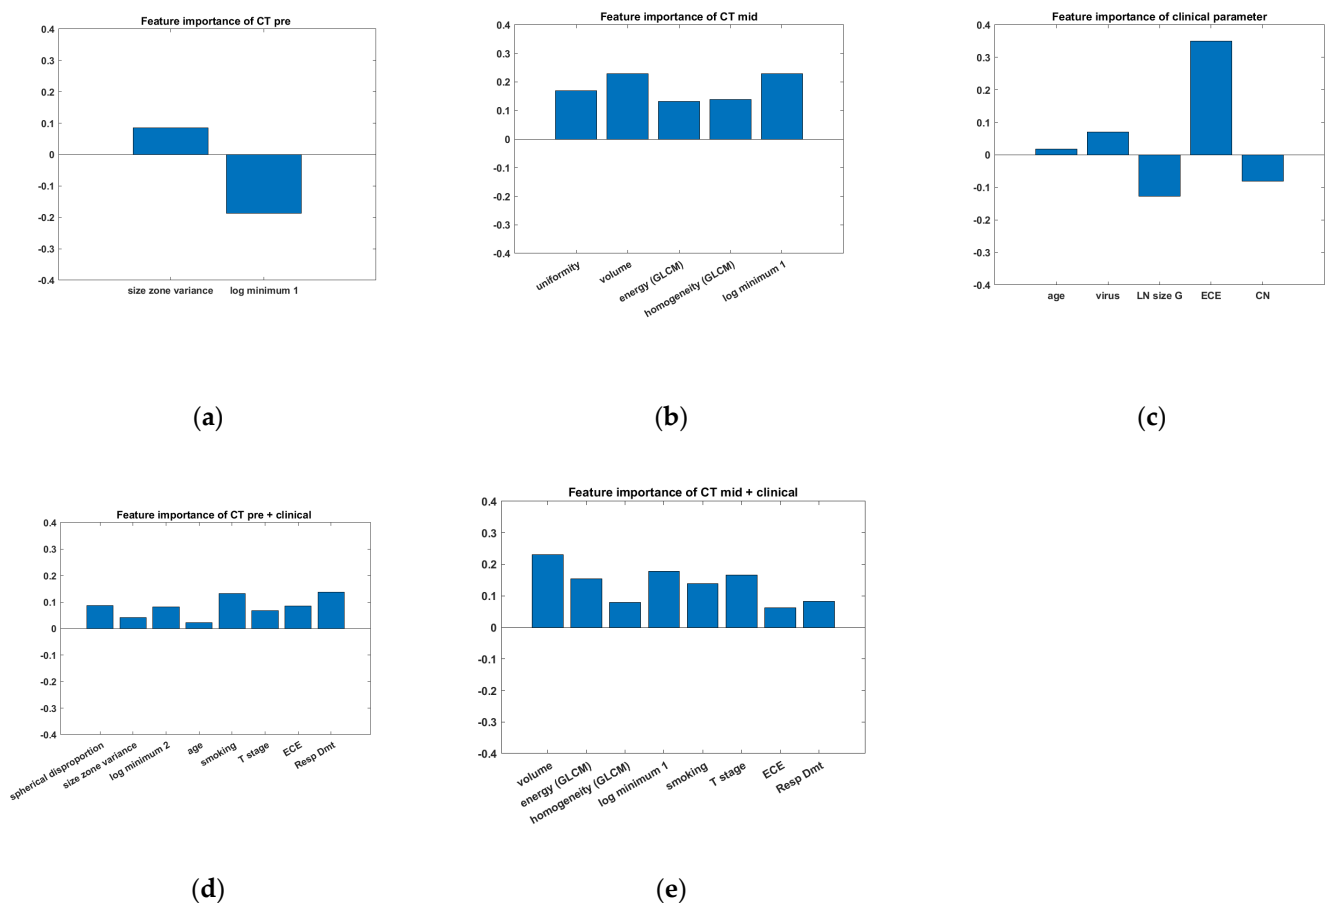 Feature importance of CT pre
0.4
0.3
0.2
0.1
0
-0.1
-0.2
-0.3
-0.4
size zone variance log minimum 1
(a)
Feature importance of CT mid
0.4
0.3
0.2
0.1
0
-0.1
-0.2
-0.3
-0.4
uniformity
volume
energy (GLCM)
homogeneity (GLCM)
log minimum 1
(b)
Feature importance of clinical parameter
0.4
0.3
0.2
0.1
0
-0.1
-0.2
-0.3
-0.4
age virus LN size G ECE CN
(c)
Feature importance of CT pre + clinical
0.4
0.3
0.2
0.1
0
-0.1
-0.2
-0.3
-0.4
spherical disproportion
size zone variance
log minimum 2
age
smoking
T stage
ECE
Resp Dmt
(d)
Feature importance of CT mid + clinical
0.4
0.3
0.2
0.1
0
-0.1
-0.2
-0.3
-0.4
volume
energy (GLCM)
homogeneity (GLCM)
log minimum 1
smoking
T stage
ECE
Resp Dmt
(e)